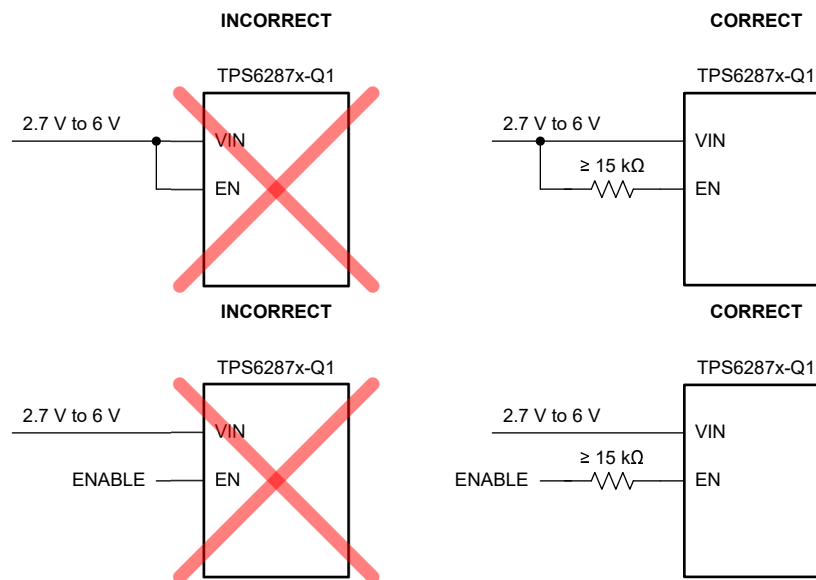 INCORRECT
CORRECT
TPS6287x-Q1
TPS6287x-Q1
2.7 V to 6 V
2.7 V to 6 V
VIN
VIN
≥ 15 kΩ
EN
EN
INCORRECT
CORRECT
TPS6287x-Q1
TPS6287x-Q1
2.7 V to 6 V
2.7 V to 6 V
VIN
VIN
≥ 15 kΩ
ENABLE
EN
ENABLE
EN